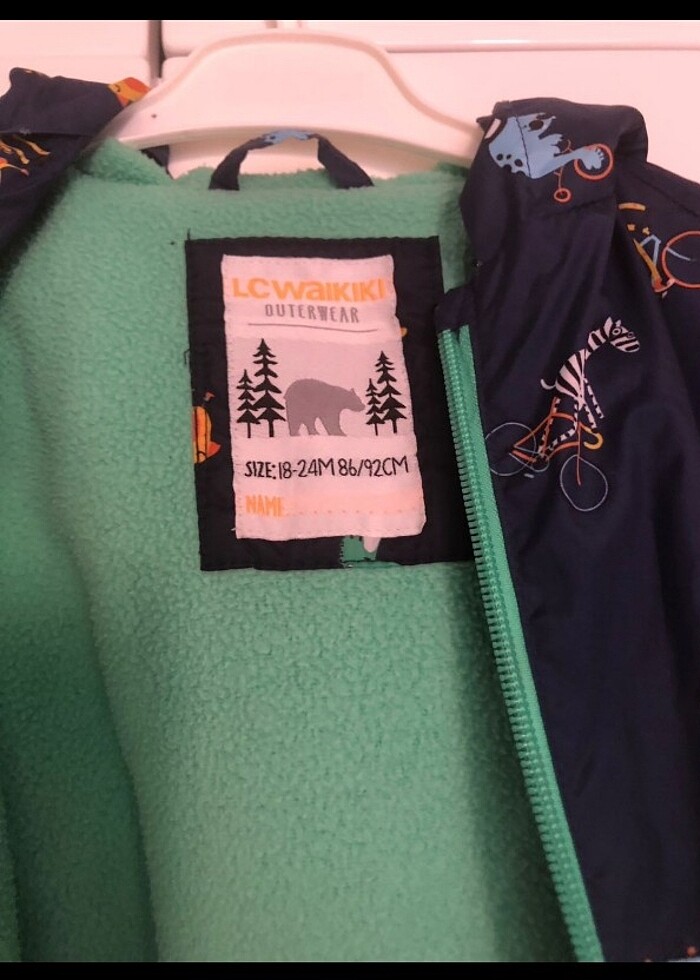 LCWAIKIKI
OUTERWEAR
SIZE:18-24M 86/92CM
NAME